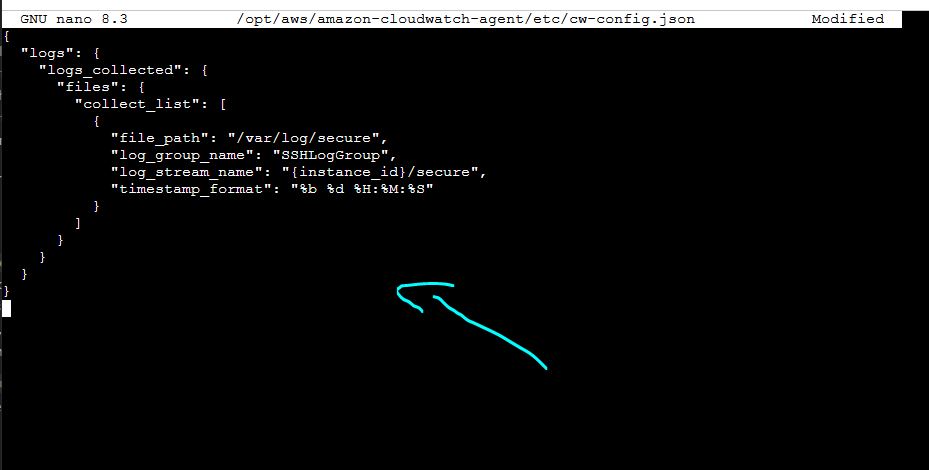 GNU nano 8.3 /opt/aws/amazon-cloudwatch-agent/etc/cw-config.json Modified
{
  "logs": {
    "logs_collected": {
      "files": {
        "collect_list": [
          {
            "file_path": "/var/log/secure",
            "log_group_name": "SSHLogGroup",
            "log_stream_name": "{instance_id}/secure",
            "timestamp_format": "%b %d %H:%M:%S"
          }
        ]
      }
    }
  }
}